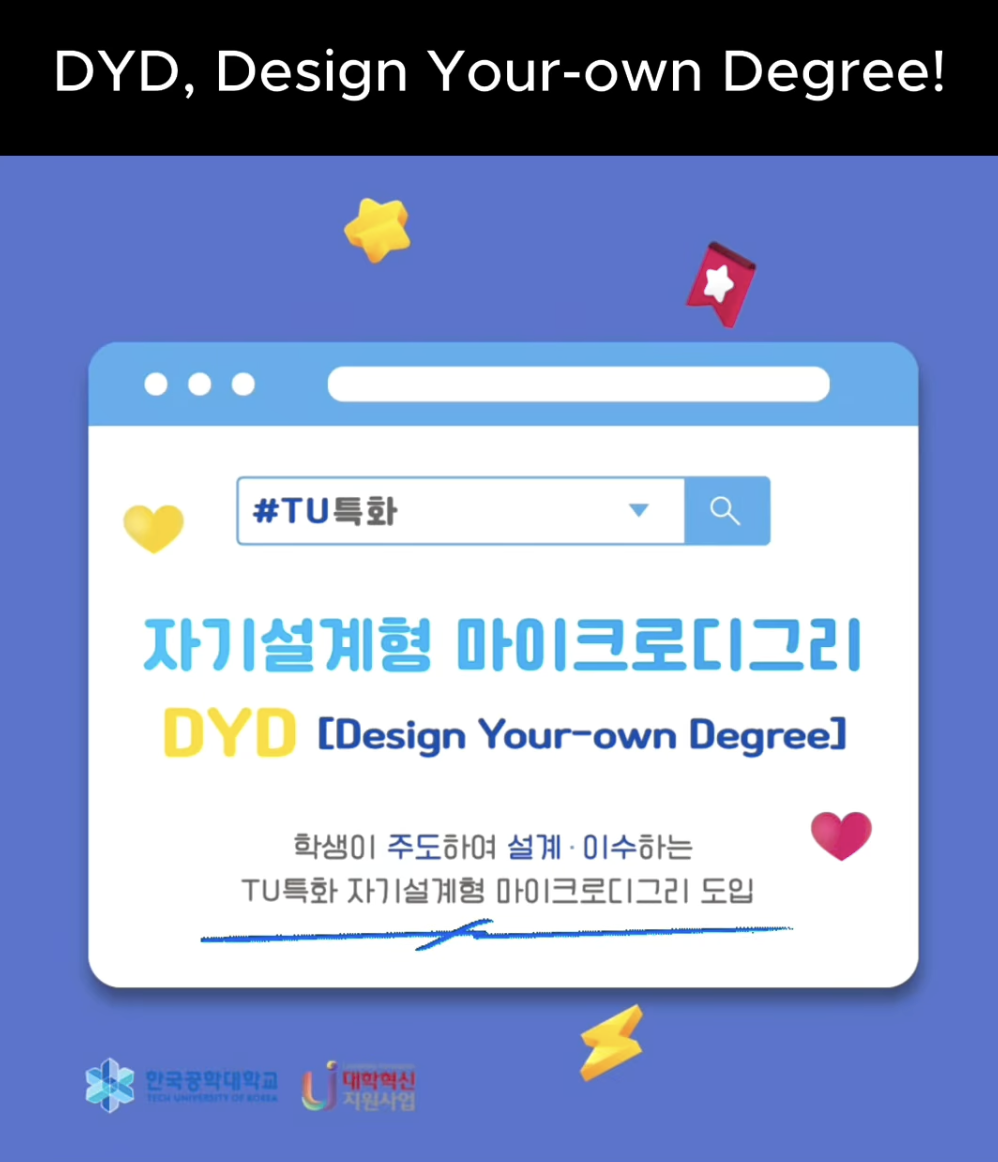 DYD, Design Your-own Degree!
#TU특화
자기설계형 마이크로디그리
DYD [Design Your-own Degree]
학생이 주도하여 설계·이수하는
TU특화 자기설계형 마이크로디그리 도입
한국공학대학교
TECH UNIVERSITY OF KOREA
대학혁신
지원사업